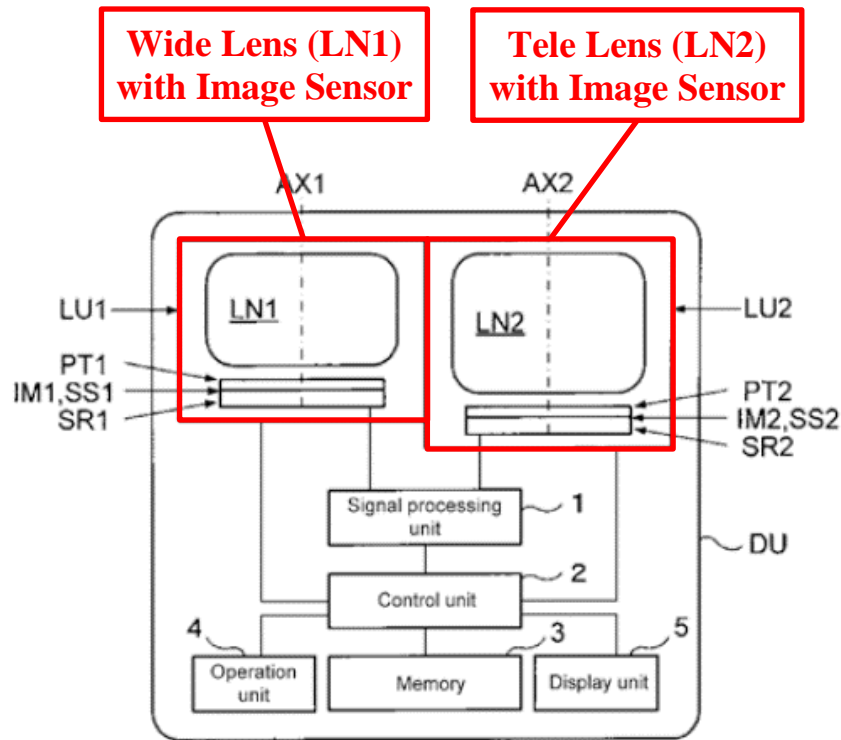 Wide Lens (LN1)
with Image Sensor
Tele Lens (LN2)
with Image Sensor
AX1
AX2
LN1
LN2
LU1
LU2
PT1
IM1,SS1
SR1
PT2
IM2,SS2
SR2
Signal processing
unit
1
DU
2
Control unit
4
3
5
Operation
unit
Memory
Display unit